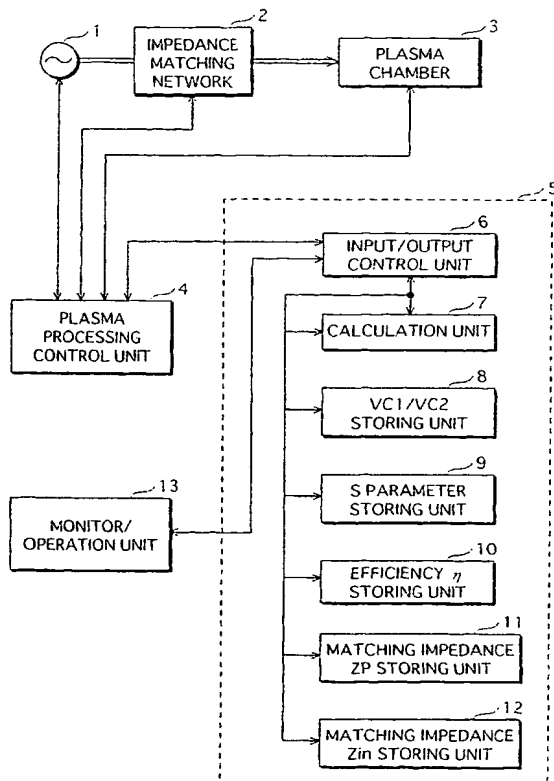 1
2
IMPEDANCE
MATCHING
NETWORK
3
PLASMA
CHAMBER
5
6
INPUT/OUTPUT
CONTROL UNIT
4
PLASMA
PROCESSING
CONTROL UNIT
7
CALCULATION UNIT
8
VC1/VC2
STORING UNIT
9
S PARAMETER
STORING UNIT
13
MONITOR/
OPERATION UNIT
10
EFFICIENCY η
STORING UNIT
11
MATCHING IMPEDANCE
ZP STORING UNIT
12
MATCHING IMPEDANCE
Zin STORING UNIT